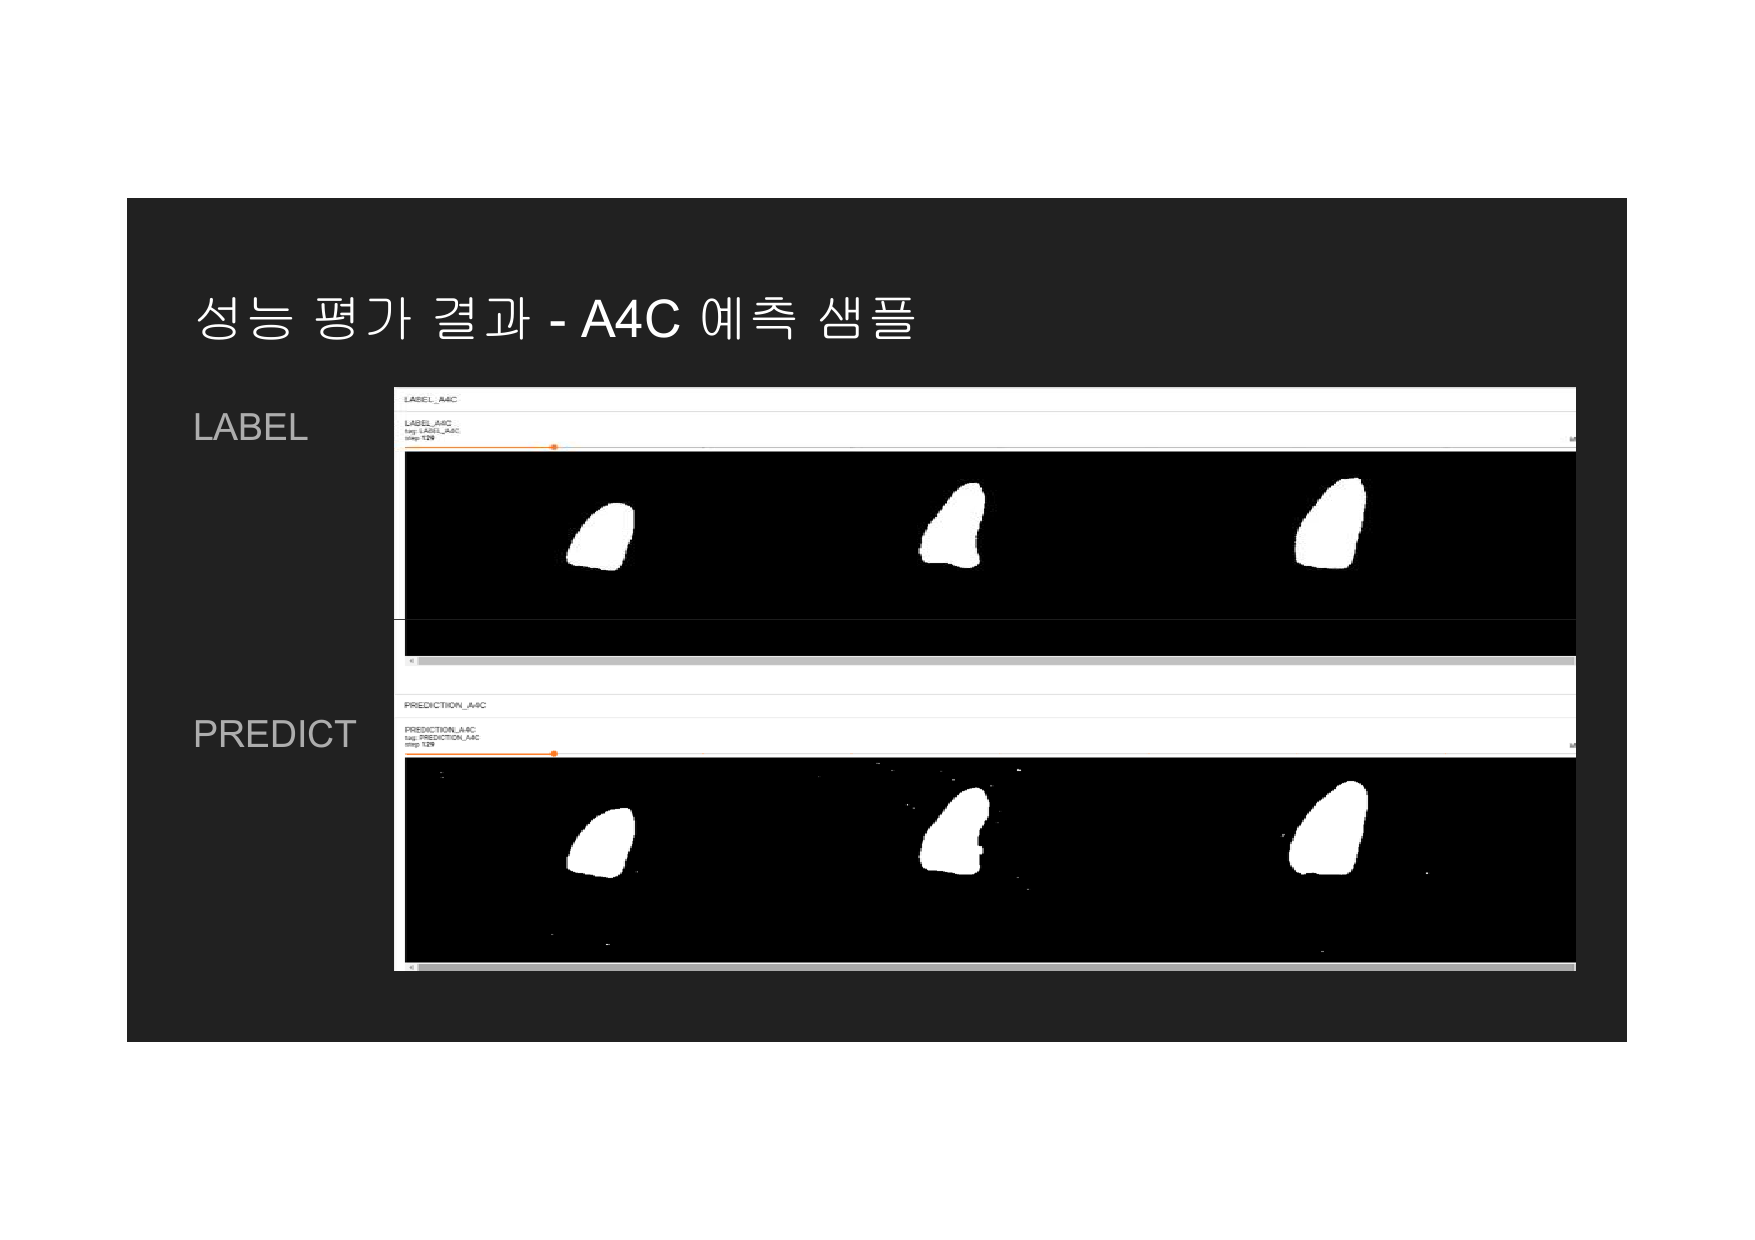 성능 평가 결과 - A4C 예측 샘플
LABEL
LABEL_A4C
LABEL_A4C
tag: LABEL_A4C
step 129
PREDICT
PREDICTION_A4C
PREDICTION_A4C
tag: PREDICTION_A4C
step 129